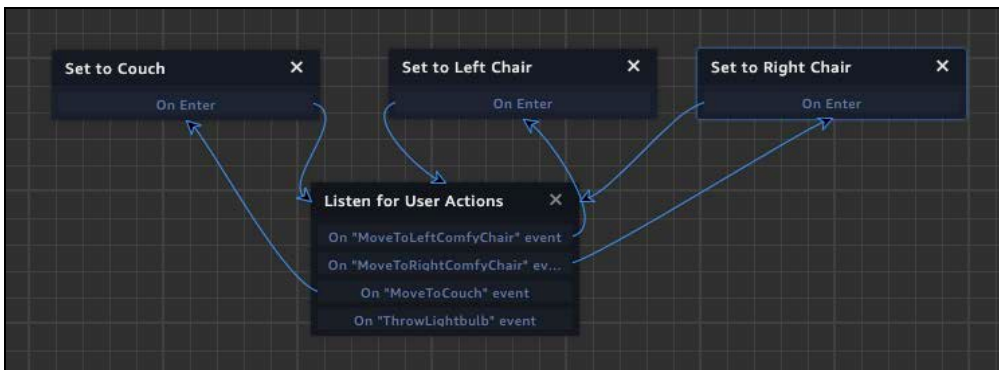 Set to Couch
On Enter
Set to Left Chair
On Enter
Set to Right Chair
On Enter
Listen for User Actions
On "MoveToLeftComfyChair" event
On "MoveToRightComfyChair" ev...
On "MoveToCouch" event
On "ThrowLightbulb" event